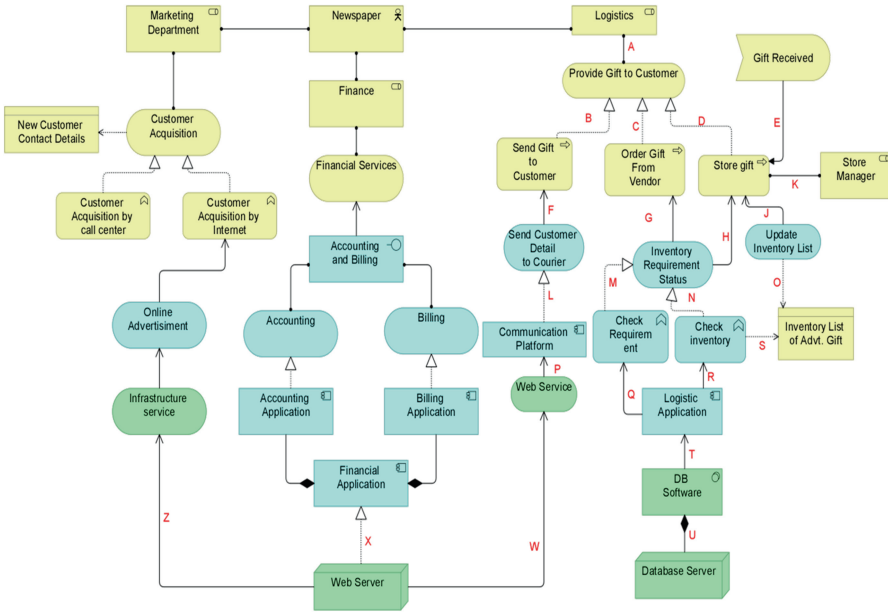 Marketing
Department
Newspaper
Logistics
A
Provide Gift to Customer
Gift Received
Finance
New Customer
Contact Details
Customer
Acquisition
B
C
D
E
Send Gift
to
Customer
Order Gift
From
Vendor
Store gift
K
Store
Manager
Financial Services
Customer
Acquisition by
call center
Customer
Acquisition by
Internet
F
G
H
J
Accounting
and Billing
Send Customer
Detail
to Courier
Inventory
Requirement
Status
Update
Inventory List
M
N
O
L
Online
Advertisiment
Accounting
Billing
Communication
Platform
Check
Requirem
ent
Check
inventory
S
Inventory List
of Advt. Gift
P
Q
R
Infrastructure
service
Accounting
Application
Billing
Application
Web Service
Logistic
Application
T
Financial
Application
DB
Software
Z
X
W
U
Web Server
Database Server